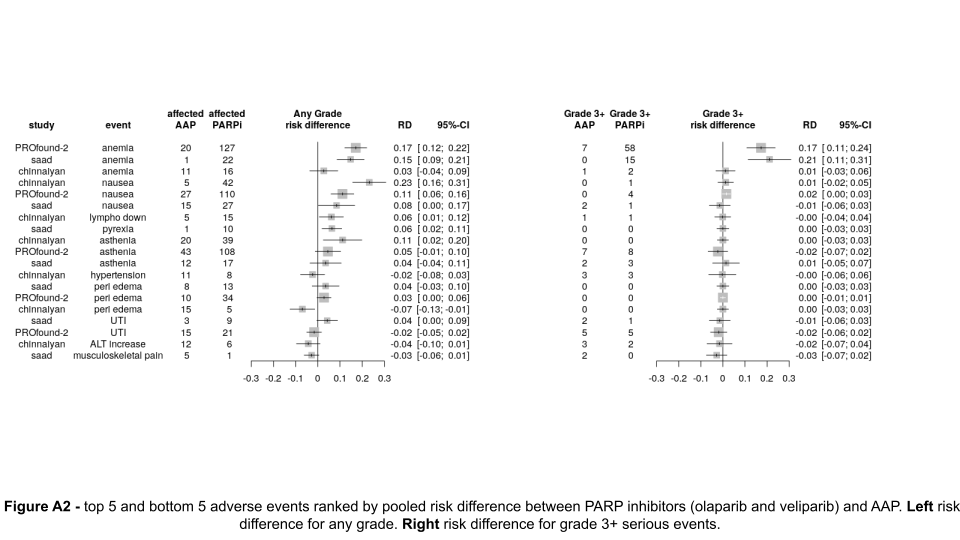 affected affected Any Grade Grade 3+ Grade 3+ Grade 3+
study event AAP PARPi risk difference RD 95%-CI AAP PARPi risk difference RD 95%-CI
PROfound-2 anemia 20 127 0.17 [ 0.12; 0.22] 7 58 0.17 [ 0.11; 0.24]
saad anemia 1 22 0.15 [ 0.09; 0.21] 0 15 0.21 [ 0.11; 0.31]
chinnaiyan anemia 11 16 0.03 [-0.04; 0.09] 1 2 0.01 [-0.03; 0.06]
chinnaiyan nausea 5 42 0.23 [ 0.16; 0.31] 0 1 0.01 [-0.02; 0.05]
PROfound-2 nausea 27 110 0.11 [ 0.06; 0.16] 0 4 0.02 [ 0.00; 0.03]
saad nausea 15 27 0.08 [ 0.00; 0.17] 2 1 -0.01 [-0.06; 0.03]
chinnaiyan lympho down 5 15 0.06 [ 0.01; 0.12] 1 1 -0.00 [-0.04; 0.04]
saad pyrexia 1 10 0.06 [ 0.02; 0.11] 0 0 0.00 [-0.03; 0.03]
chinnaiyan asthenia 20 39 0.11 [ 0.02; 0.20] 0 0 0.00 [-0.03; 0.03]
PROfound-2 asthenia 43 108 0.05 [-0.01; 0.10] 7 8 -0.02 [-0.07; 0.02]
saad asthenia 12 17 0.04 [-0.04; 0.11] 2 3 0.01 [-0.05; 0.07]
chinnaiyan hypertension 11 8 -0.02 [-0.08; 0.03] 3 3 -0.00 [-0.06; 0.06]
saad peri edema 8 13 0.04 [-0.03; 0.10] 0 0 0.00 [-0.03; 0.03]
PROfound-2 peri edema 10 34 0.03 [ 0.00; 0.06] 0 0 0.00 [-0.01; 0.01]
chinnaiyan peri edema 15 5 -0.07 [-0.13; -0.01] 0 0 0.00 [-0.03; 0.03]
saad UTI 3 9 0.04 [ 0.00; 0.09] 2 1 -0.01 [-0.06; 0.03]
PROfound-2 UTI 15 21 -0.02 [-0.05; 0.02] 5 5 -0.02 [-0.06; 0.02]
chinnaiyan ALT increase 12 6 -0.04 [-0.10; 0.01] 3 2 -0.02 [-0.07; 0.04]
saad musculoskeletal pain 5 1 -0.03 [-0.06; 0.01] 2 0 -0.03 [-0.07; 0.02]
-0.3 -0.2 -0.1 0 0.1 0.2 0.3 -0.3 -0.2 -0.1 0 0.1 0.2 0.3
Figure A2 - top 5 and bottom 5 adverse events ranked by pooled risk difference between PARP inhibitors (olaparib and veliparib) and AAP. Left risk
difference for any grade. Right risk difference for grade 3+ serious events.